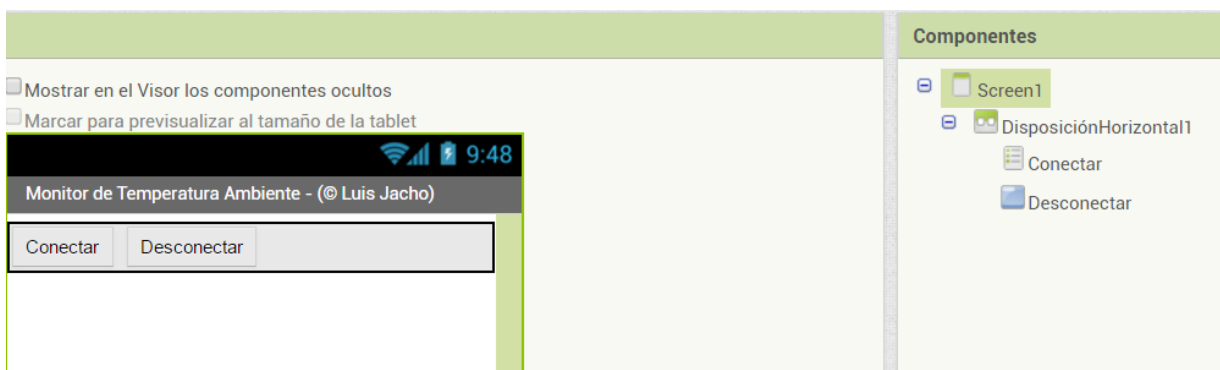 Componentes
Mostrar en el Visor los componentes ocultos
Marcar para previsualizar al tamaño de la tablet
9:48
Monitor de Temperatura Ambiente - (© Luis Jacho)
Conectar Desconectar
Screen1
DisposiciónHorizontal1
Conectar
Desconectar